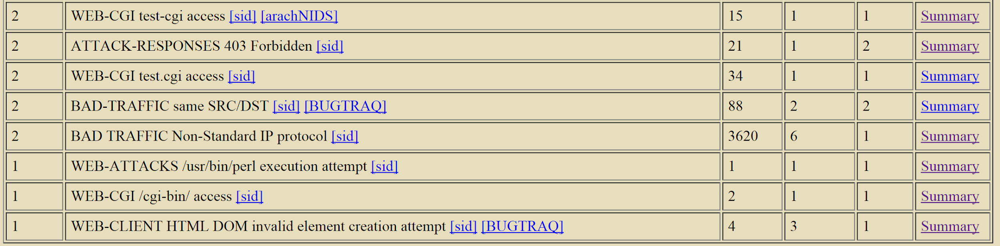 2 WEB-CGI test-cgi access [sid] [arachNIDS] 15 1 1 Summary
2 ATTACK-RESPONSES 403 Forbidden [sid] 21 1 2 Summary
2 WEB-CGI test.cgi access [sid] 34 1 1 Summary
2 BAD-TRAFFIC same SRC/DST [sid] [BUGTRAQ] 88 2 2 Summary
2 BAD TRAFFIC Non-Standard IP protocol [sid] 3620 6 1 Summary
1 WEB-ATTACKS /usr/bin/perl execution attempt [sid] 1 1 1 Summary
1 WEB-CGI /cgi-bin/ access [sid] 2 1 1 Summary
1 WEB-CLIENT HTML DOM invalid element creation attempt [sid] [BUGTRAQ] 4 3 1 Summary